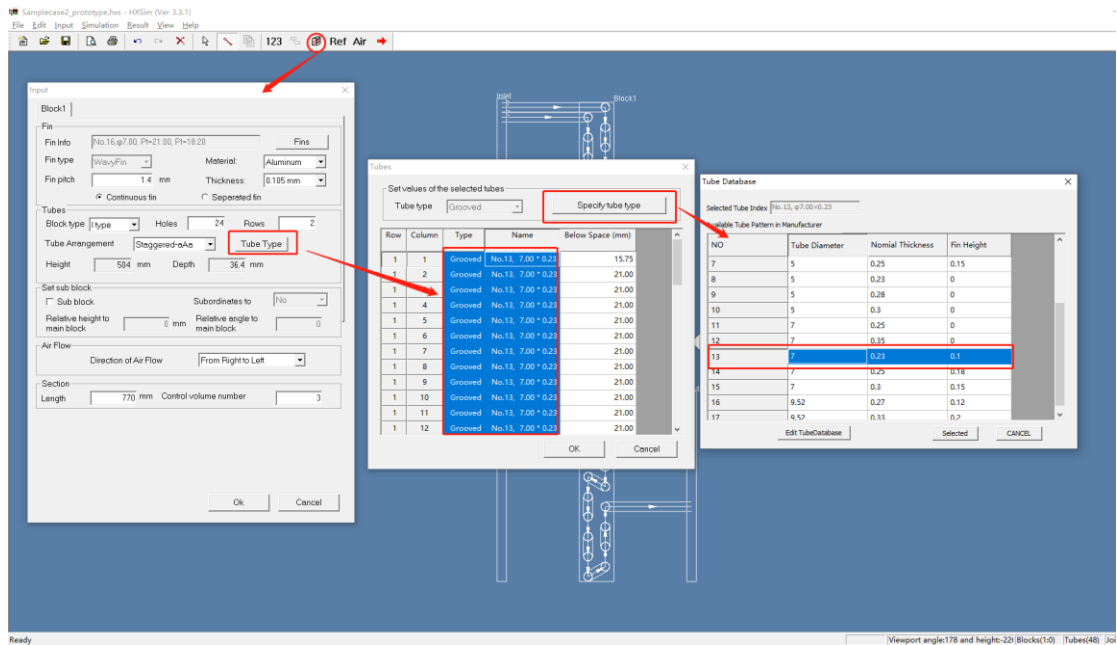 Samplecase2_prototype.hxs - HXSim (Ver 3.3.1)
File Edit Input Simulation Result View Help
123 Ref Air
Input
Block1
Fin
Fin Info No.16,φ7.00, Pt=21.00, Pl=18.20 Fins
Fin type WavyFin Material: Aluminum
Fin pitch 1.4 mm Thickness: 0.105 mm
Continuous fin Separated fin
Tubes
Block type I type Holes 24 Rows 2
Tube Arrangement Staggered-aAa Tube Type
Height 504 mm Depth 36.4 mm
Set sub block
Sub block Subordinates to No
Relative height to main block 0 mm Relative angle to main block 0
Air Flow
Direction of Air Flow From Right to Left
Section
Length 770 mm Control volume number 3
Ok Cancel
Inlet
Block1
Tubes
Set values of the selected tubes
Tube type Grooved Specify tube type
Row Column Type Name Below Space (mm)
1 1 Grooved No.13, 7.00 * 0.23 15.75
1 2 Grooved No.13, 7.00 * 0.23 21.00
1 Grooved No.13, 7.00 * 0.23 21.00
1 4 Grooved No.13, 7.00 * 0.23 21.00
1 5 Grooved No.13, 7.00 * 0.23 21.00
1 6 Grooved No.13, 7.00 * 0.23 21.00
1 7 Grooved No.13, 7.00 * 0.23 21.00
1 8 Grooved No.13, 7.00 * 0.23 21.00
1 9 Grooved No.13, 7.00 * 0.23 21.00
1 10 Grooved No.13, 7.00 * 0.23 21.00
1 11 Grooved No.13, 7.00 * 0.23 21.00
1 12 Grooved No.13, 7.00 * 0.23 21.00
OK Cancel
Tube Database
Selected Tube Index No.13, φ7.00×0.23
Available Tube Pattern in Manufacturer
NO Tube Diameter Nomial Thickness Fin Height
7 5 0.25 0.15
8 5 0.23 0
9 5 0.28 0
10 5 0.3 0
11 7 0.25 0
12 7 0.35 0
13 7 0.23 0.1
14 7 0.25 0.18
15 7 0.3 0.15
16 9.52 0.27 0.12
17 9.52 0.33 0.2
Edit TubeDatabase Selected CANCEL
Ready
Viewport angle:178 and height:-22 Blocks(1:0) Tubes(48) Joi